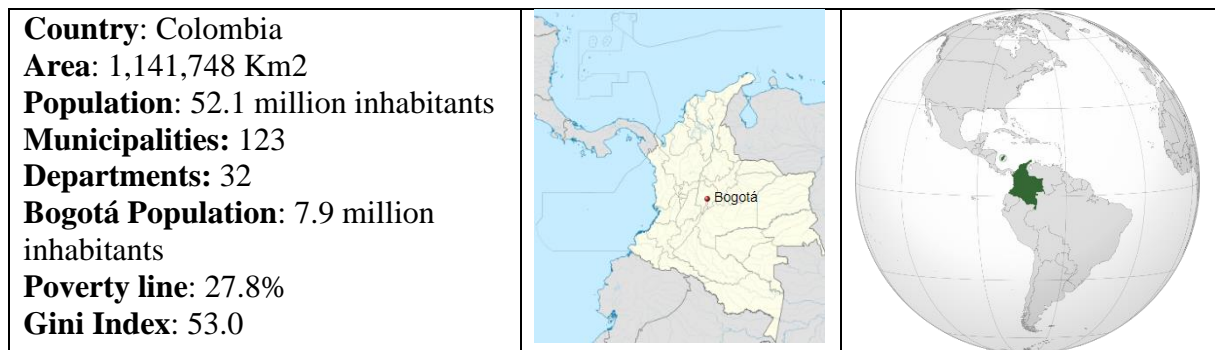 Country: Colombia
Area: 1,141,748 Km2
Population: 52.1 million inhabitants
Municipalities: 123
Departments: 32
Bogotá Population: 7.9 million
inhabitants
Poverty line: 27.8%
Gini Index: 53.0
Bogotá